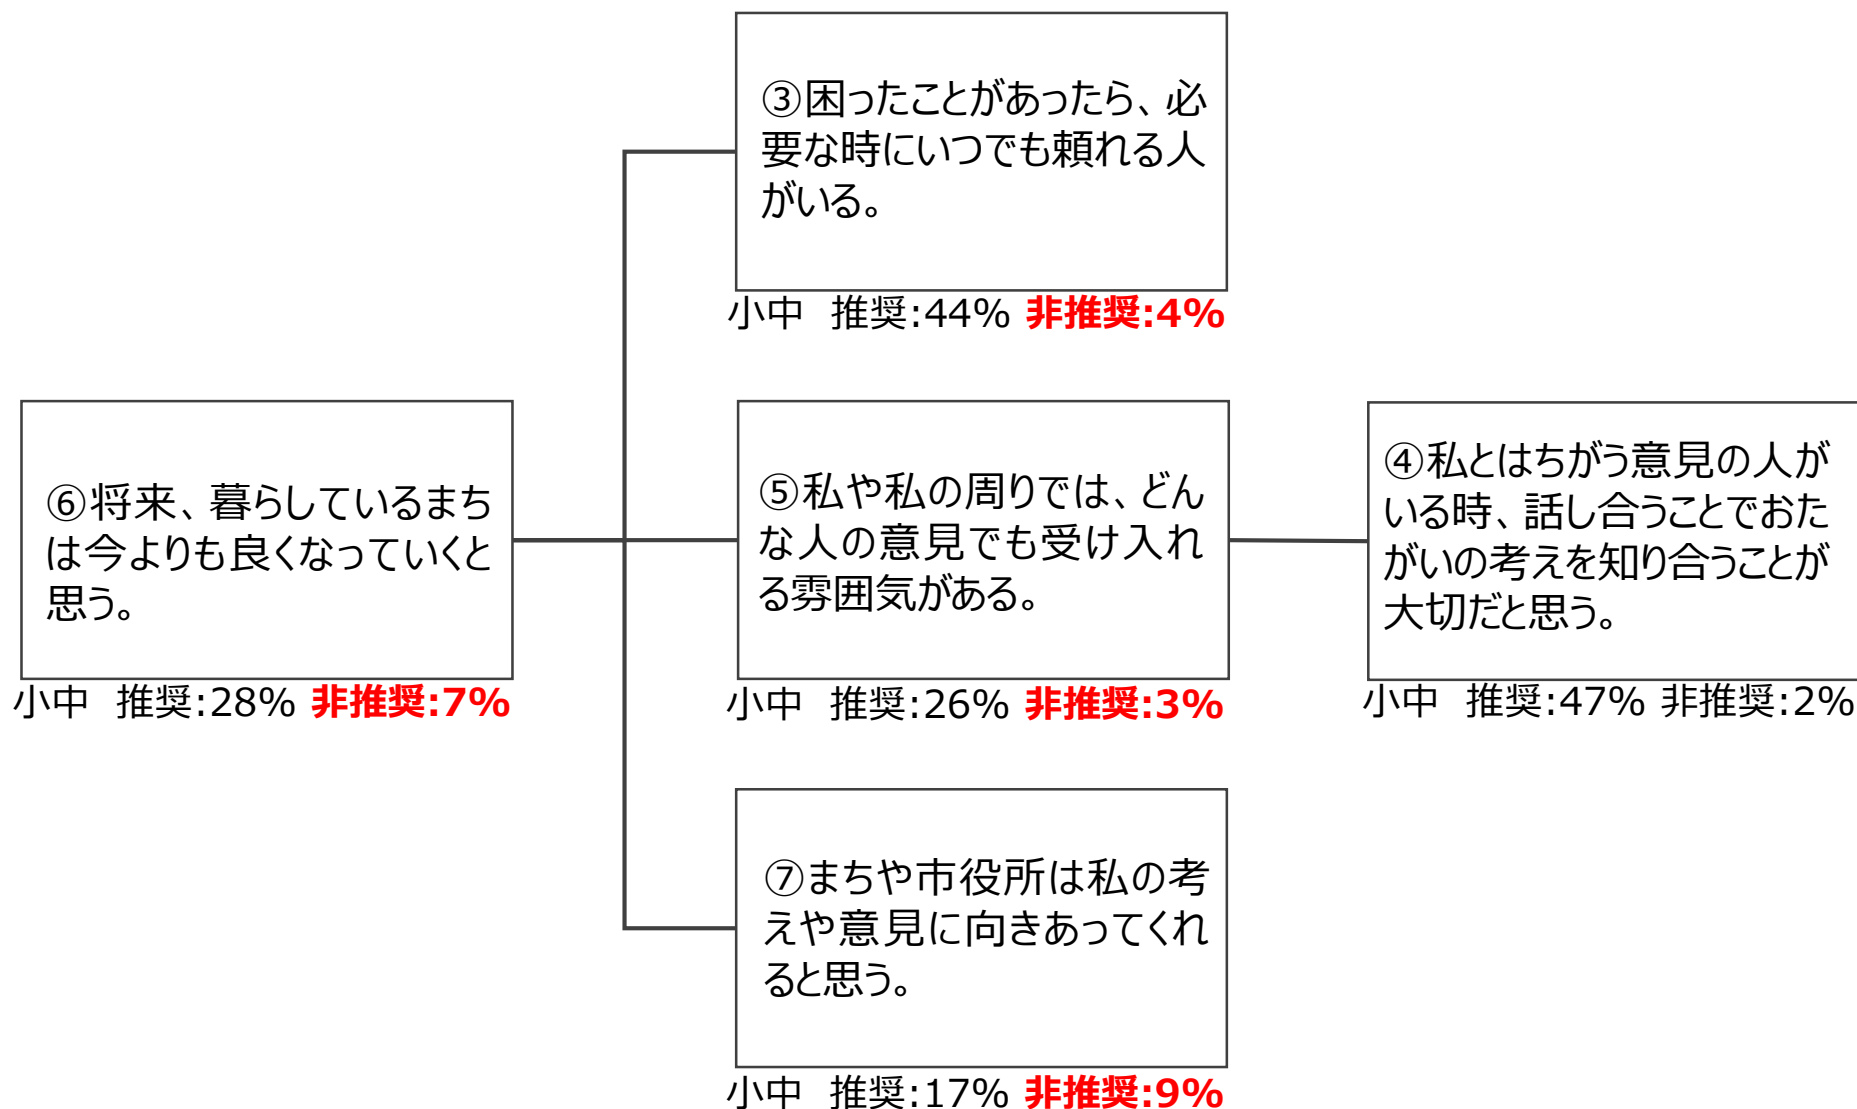 ③困ったことがあったら、必
要な時にいつでも頼れる人
がいる。
小中 推奨:44% 非推奨:4%
⑥将来、暮らしているまち
は今よりも良くなっていくと
思う。
小中 推奨:28% 非推奨:7%
⑤私や私の周りでは、どん
な人の意見でも受け入れ
る雰囲気がある。
小中 推奨:26% 非推奨:3%
④私とはちがう意見の人が
いる時、話し合うことでおた
がいの考えを知り合うことが
大切だと思う。
小中 推奨:47% 非推奨:2%
⑦まちや市役所は私の考
えや意見に向きあってくれ
ると思う。
小中 推奨:17% 非推奨:9%